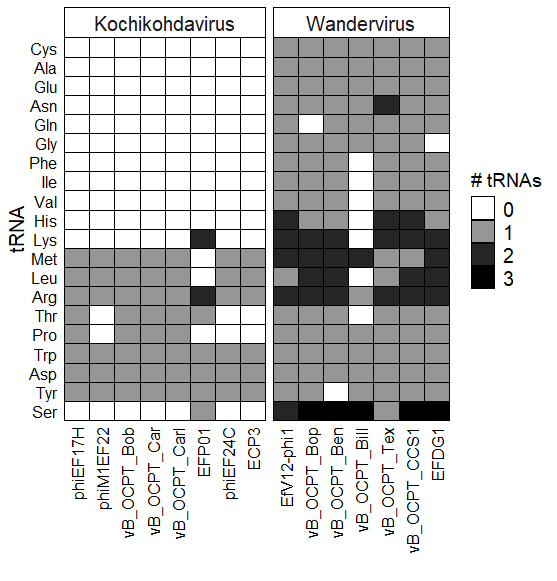 Kochikohdavirus
Wandervirus
tRNA
Cys
Ala
Glu
Asn
Gln
Gly
Phe
Ile
Val
His
Lys
Met
Leu
Arg
Thr
Pro
Trp
Asp
Tyr
Ser
phiEF17H
phiM1EF22
vB_OCPT_Bob
vB_OCPT_Car
vB_OCPT_Carl
EFP01
phiEF24C
ECP3
EfV12-phi1
vB_OCPT_Bop
vB_OCPT_Ben
vB_OCPT_Bill
vB_OCPT_Tex
vB_OCPT_CCS1
EFDG1
# tRNAs
0
1
2
3